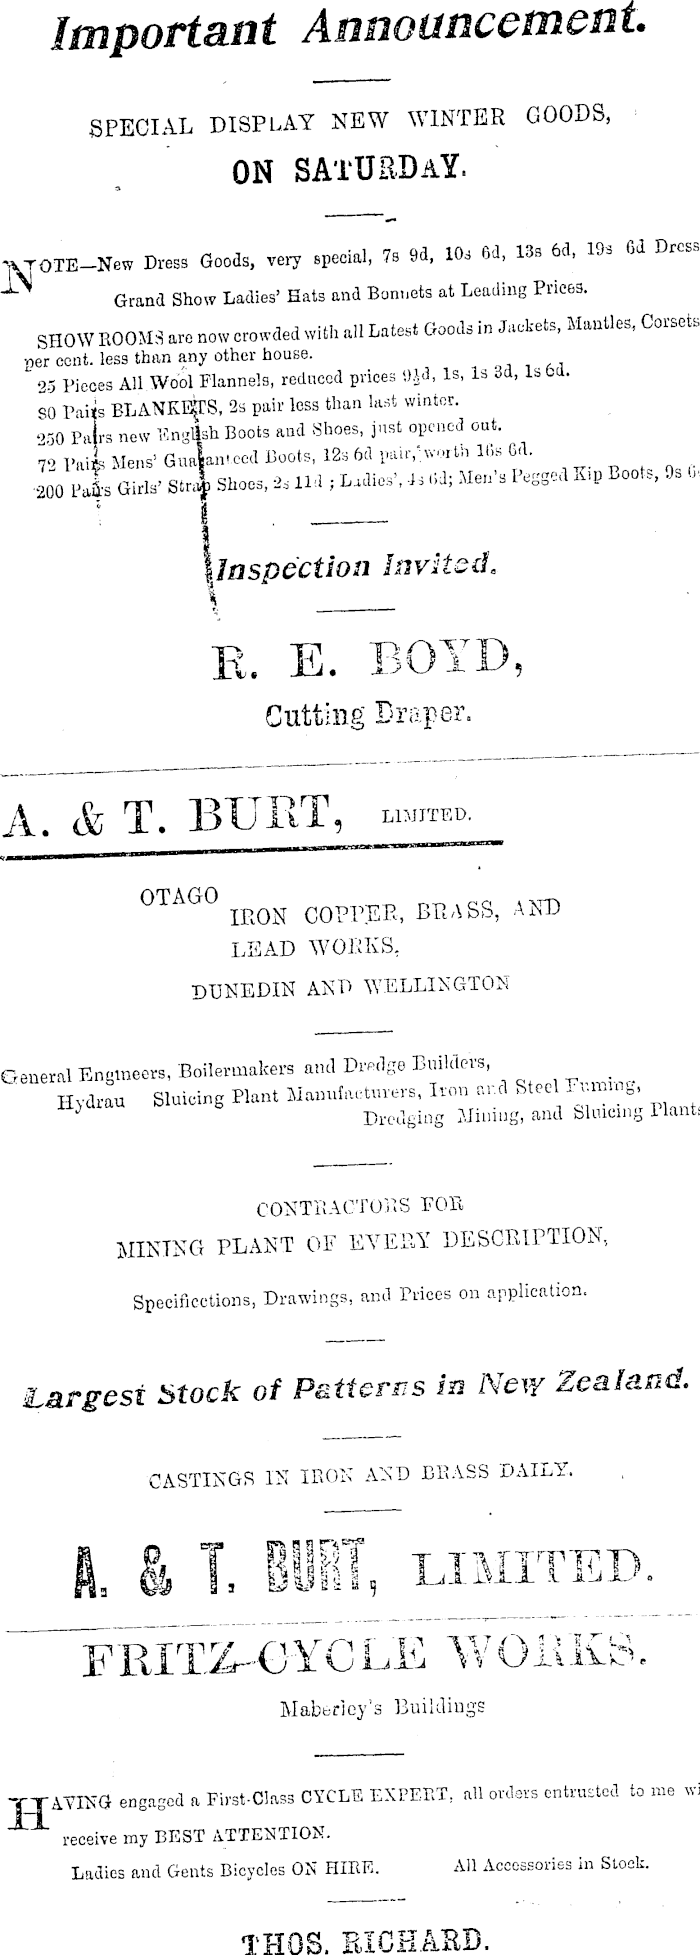 Important Announcement.
SPECIAL DISPLAY NEW WINTER GOODS,
ON SATURDAY.
NOTE—New Dress Goods, very special, 7s 9d, 10s 6d, 13s 6d, 19s 6d Dress
Grand Show Ladies' Hats and Bonnets at Leading Prices.
SHOW ROOMS are now crowded with all Latest Goods in Jackets, Mantles, Corsets
per cent. less than any other house.
25 Pieces All Wool Flannels, reduced prices 9½d, 1s, 1s 3d, 1s 6d.
80 Pairs BLANKETS, 2s pair less than last winter.
250 Pairs new English Boots and Shoes, just opened out.
72 Pairs Mens' Guaranteed Boots, 12s 6d pair, worth 16s 6d.
200 Pairs Girls' Strap Shoes, 2s 11d ; Ladies', 4s 6d; Men's Pegged Kip Boots, 9s 6
Inspection Invited.
R. E. BOYD,
Cutting Draper.
A. & T. BURT, LIMITED.
OTAGO
IRON COPPER, BRASS, AND
LEAD WORKS,
DUNEDIN AND WELLINGTON
General Engineers, Boilermakers and Dredge Builders,
Hydrau Sluicing Plant Manufacturers, Iron and Steel Fuming,
Dredging Mining, and Sluicing Plants
CONTRACTORS FOR
MINING PLANT OF EVERY DESCRIPTION,
Specificctions, Drawings, and Prices on application.
Largest Stock of Patterns in New Zealand.
CASTINGS IN IRON AND BRASS DAILY.
A. & T. BURT, LIMITED.
FRITZ CYCLE WORKS.
Maberley's Buildings
HAVING engaged a First-Class CYCLE EXPERT, all orders entrusted to me wi
receive my BEST ATTENTION.
Ladies and Gents Bicycles ON HIRE. All Accessories in Stock.
THOS. RICHARD.